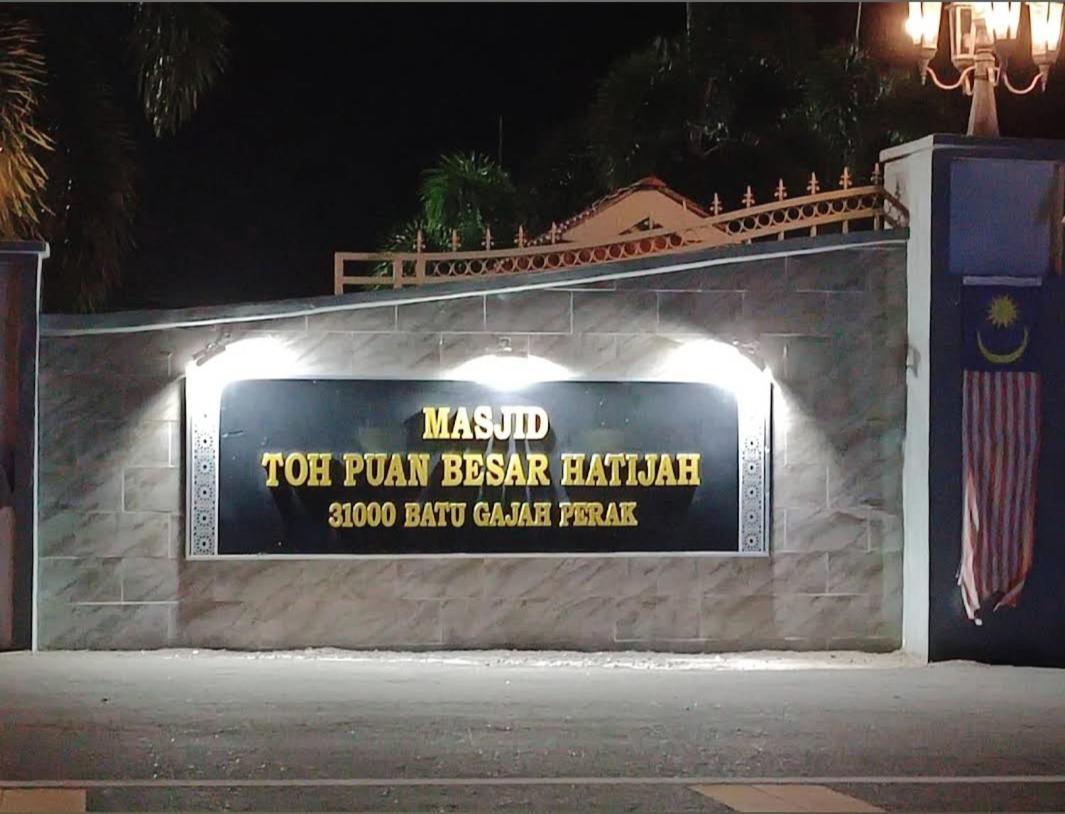 MASJID
TOH PUAN BESAR HATIJAH
31000 BATU GAJAH PERAK